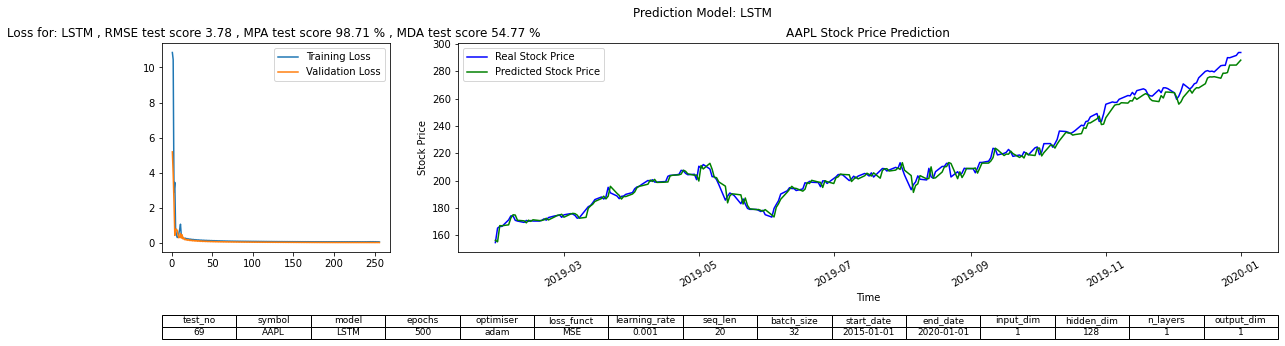 Prediction Model: LSTM
Loss for: LSTM , RMSE test score 3.78 , MPA test score 98.71 % , MDA test score 54.77 %
Training Loss
Validation Loss
10
8
6
4
2
0
0 50 100 150 200 250
AAPL Stock Price Prediction
Real Stock Price
Predicted Stock Price
Stock Price
300
280
260
240
220
200
180
160
2019-03 2019-05 2019-07 2019-09 2019-11 2020-01
Time
test_no symbol model epochs optimiser loss_funct learning_rate seq_len batch_size start_date end_date input_dim hidden_dim n_layers output_dim
69 AAPL LSTM 500 adam MSE 0.001 20 32 2015-01-01 2020-01-01 1 128 1 1